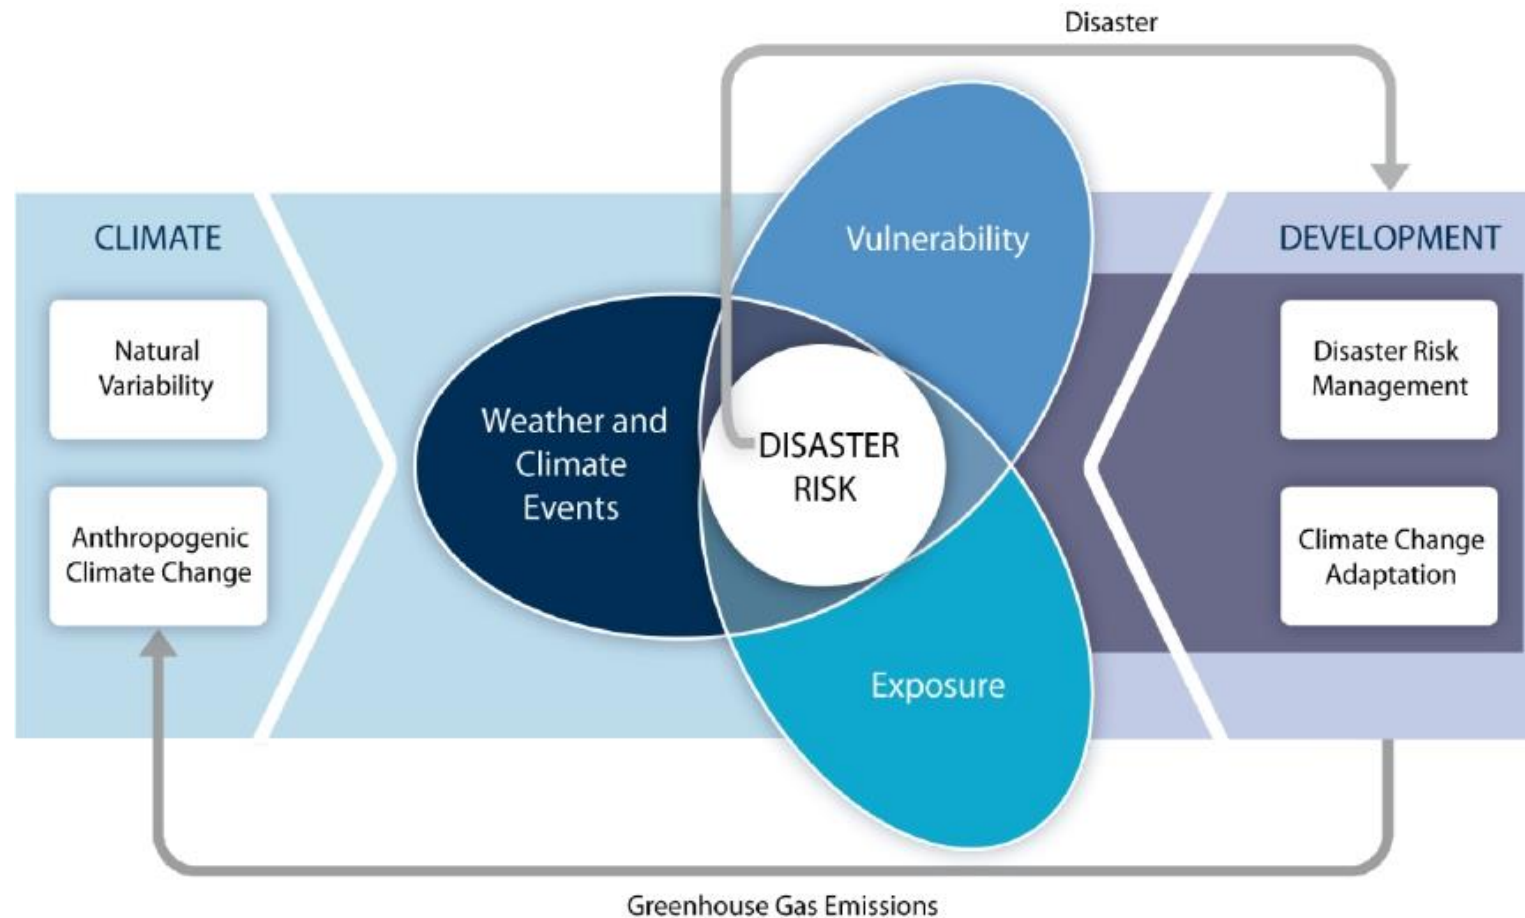 Disaster
CLIMATE
Natural
Variability
Anthropogenic
Climate Change
Weather and
Climate
Events
Vulnerability
DISASTER
RISK
Exposure
DEVELOPMENT
Disaster Risk
Management
Climate Change
Adaptation
Greenhouse Gas Emissions